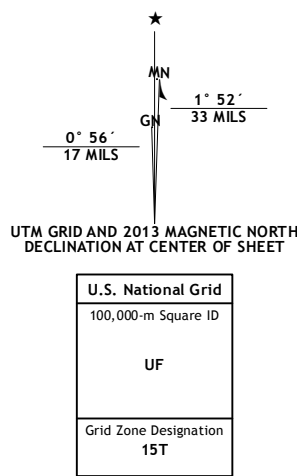 ★
MN
1° 52´
33 MILS
GN
0° 56´
17 MILS
UTM GRID AND 2013 MAGNETIC NORTH
DECLINATION AT CENTER OF SHEET
U.S. National Grid
100,000-m Square ID
UF
Grid Zone Designation
15T